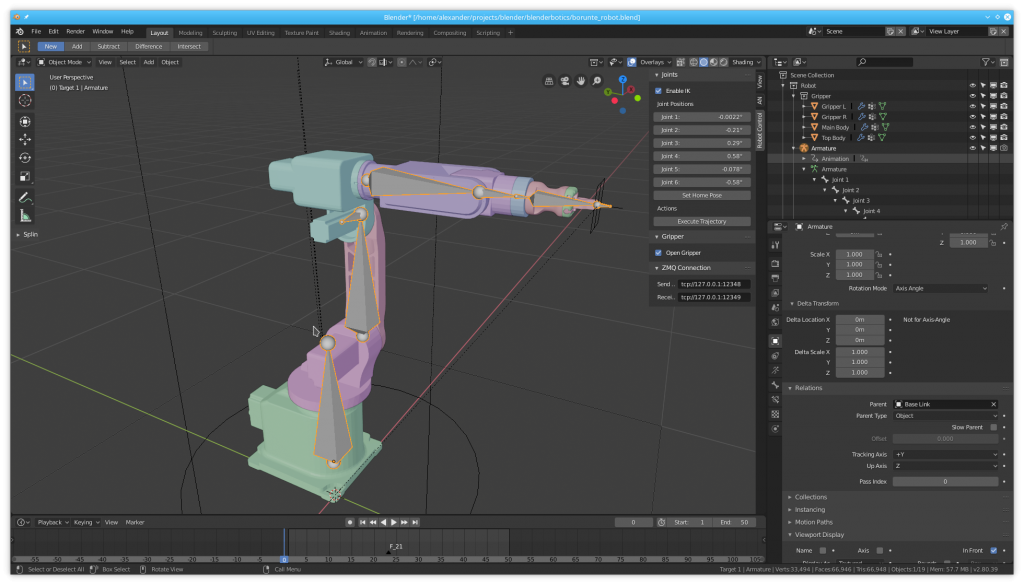 Blender* [/home/alexander/projects/blender/blenderbotics/borunte_robot.blend]
File Edit Render Window Help Layout Modeling Sculpting UV Editing Texture Paint Shading Animation Rendering Compositing Scripting + Scene View Layer
New Add Subtract Difference Intersect
Object Mode View Select Add Object Global Overlays Shading
User Perspective
(0) Target 1 | Armature
Splin
X
Y
Z
Joints
Enable IK
Joint Positions
Joint 1: -0.0022°
Joint 2: -0.21°
Joint 3: 0.29°
Joint 4: 0.58°
Joint 5: -0.078°
Joint 6: -0.58°
Set Home Pose
Actions
Execute Trajectory
Gripper
Open Gripper
ZMQ Connection
Send .. tcp://127.0.0.1:12348
Recei.. tcp://127.0.0.1:12349
View
AN
Robot Control
Scene Collection
Robot
Gripper
Gripper L
Gripper R
Main Body
Top Body
Armature
Animation
Armature
Joint 1
Joint 2
Joint 3
Joint 4
Armature
Z 1.000
Scale X 1.000
Y 1.000
Z 1.000
Rotation Mode Axis Angle
Delta Transform
Delta Location X 0m Not for Axis-Angle
Y 0m
Z 0m
Delta Scale X 1.000
Y 1.000
Z 1.000
Relations
Parent Base Link
Parent Type Object
Slow Parent
Offset 0.000
Tracking Axis +Y
Up Axis Z
Pass Index 0
Collections
Instancing
Motion Paths
Viewport Display
Name Axis In Front
Playback Keying View Marker 0 Start: 1 End: 50
F_21
-55 -50 -45 -40 -35 -30 -25 -20 -15 -10 -5 0 5 10 15 20 25 30 35 40 45 50 55 60 65 70 75 80 85 90 95 100
Select or Deselect All Box Select Rotate View Call Menu Target 1 | Armature | Verts:33,494 | Faces:66,946 | Tris:66,948 | Objects:1/19 | Mem: 57.7 MB | v2.80.39